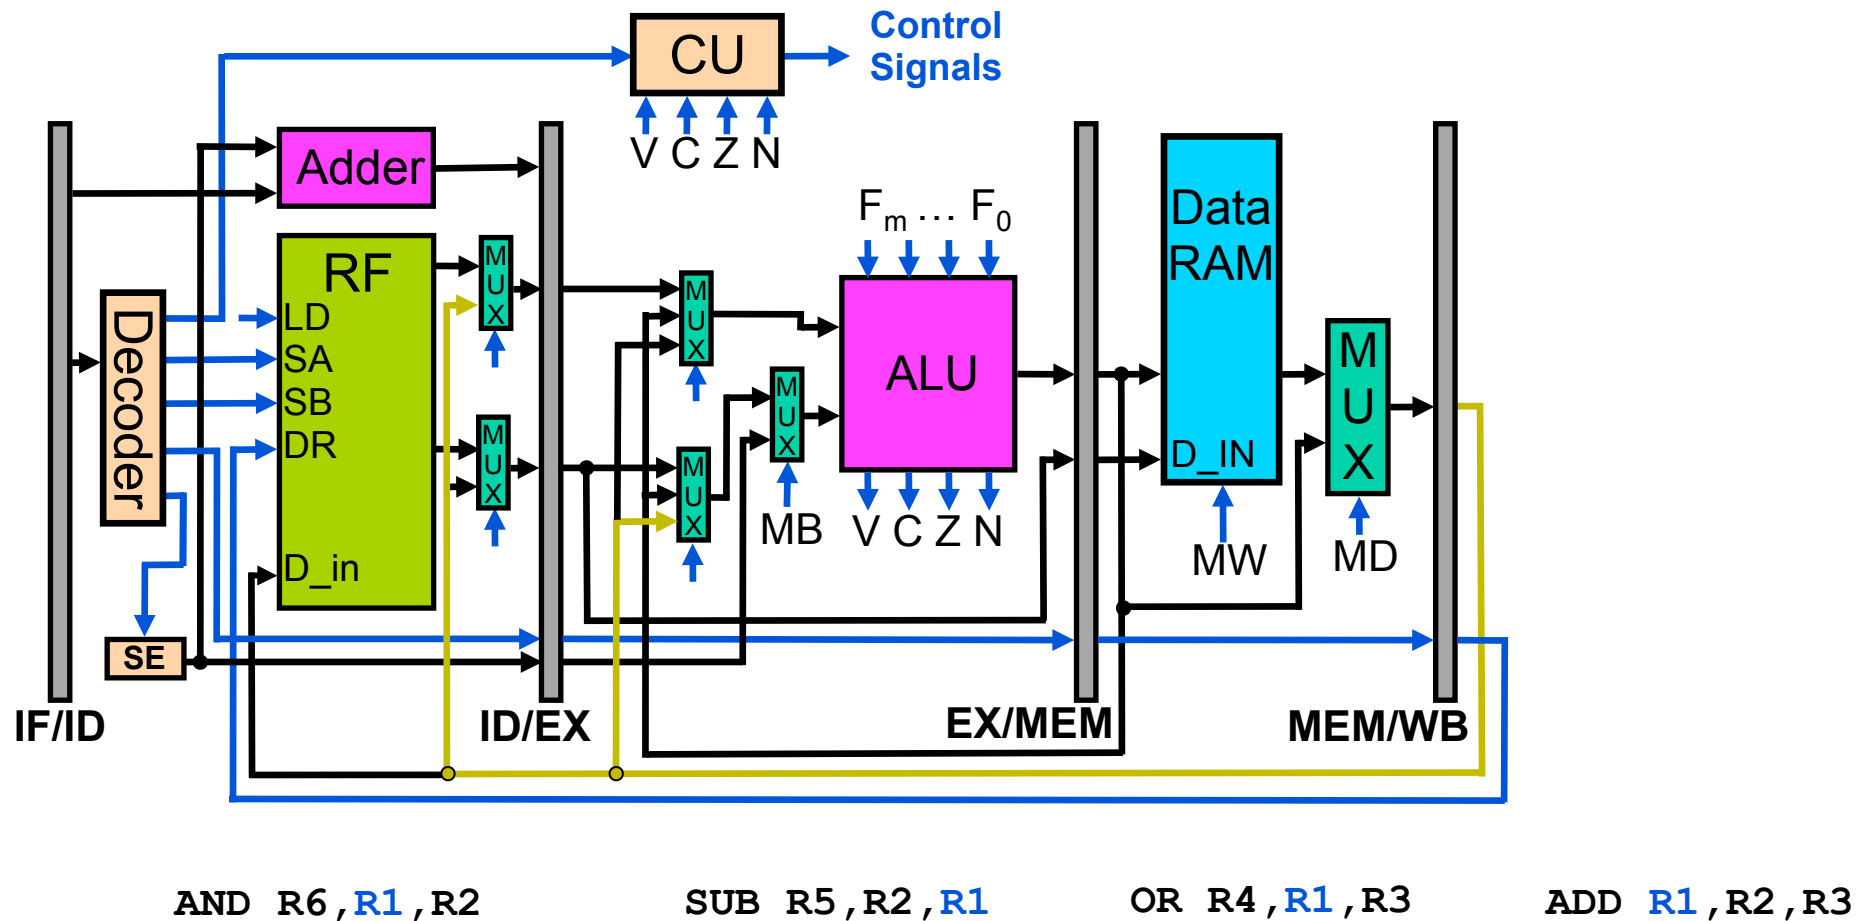 Control
Signals
CU
V C Z N
Adder
RF
LD
SA
SB
DR
D_in
Decoder
SE
MUX
MUX
MUX
MUX
MUX
MB
Fm ... F0
ALU
V C Z N
Data
RAM
D_IN
MW
MUX
MD
IF/ID
ID/EX
EX/MEM
MEM/WB
AND R6,R1,R2
SUB R5,R2,R1
OR R4,R1,R3
ADD R1,R2,R3